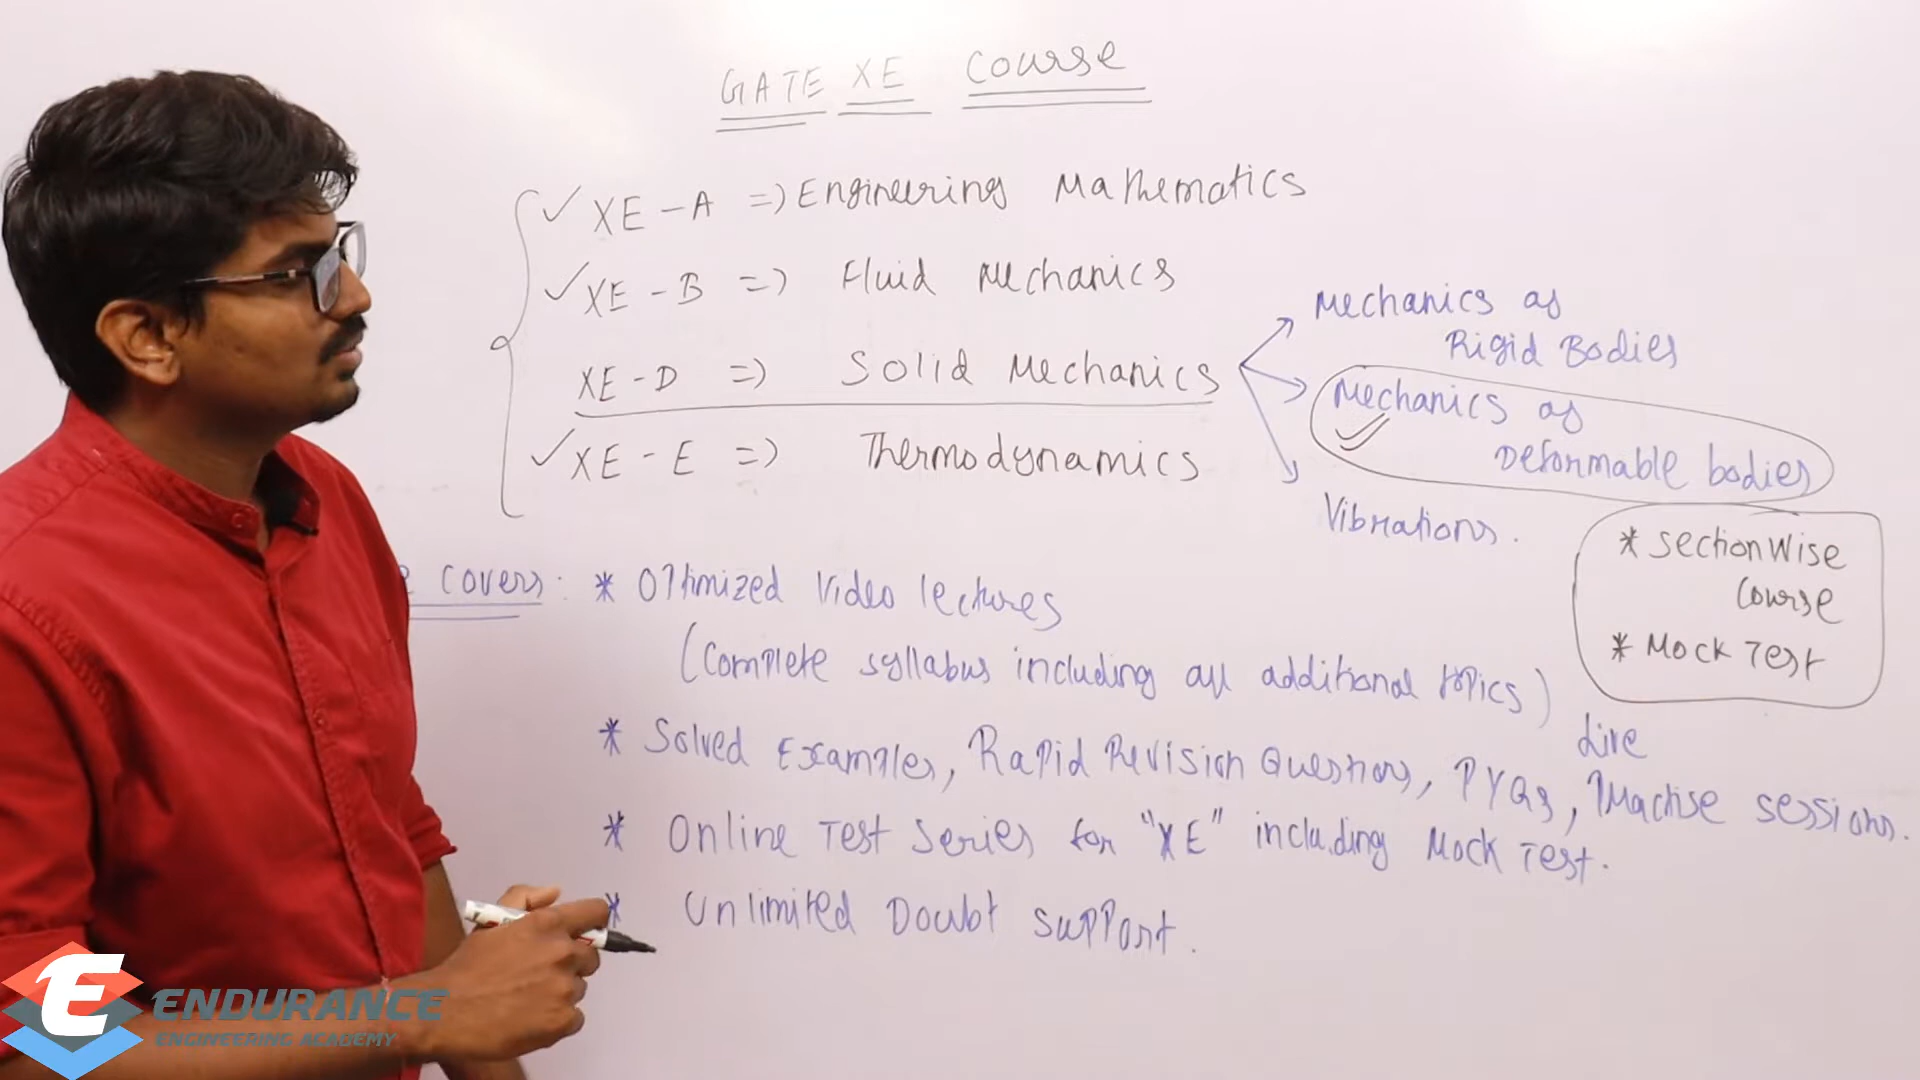 GATE XE Course
✓ XE - A => Engineering Mathematics
✓ XE - B => Fluid Mechanics
XE - D => Solid Mechanics
✓ XE - E => Thermodynamics
Mechanics of
Rigid Bodies
Mechanics of
Deformable bodies
Vibrations.
* Sectionwise
Course
* Mock Test
covers: * Optimized Video lectures
(Complete syllabus including all additional topics)
* Solved Examples, Rapid Revision Questions, PYQs, Live Practise sessions.
* Online Test Series for "XE" including Mock Test.
* Unlimited Doubt Support.
E ENDURANCE
ENGINEERING ACADEMY